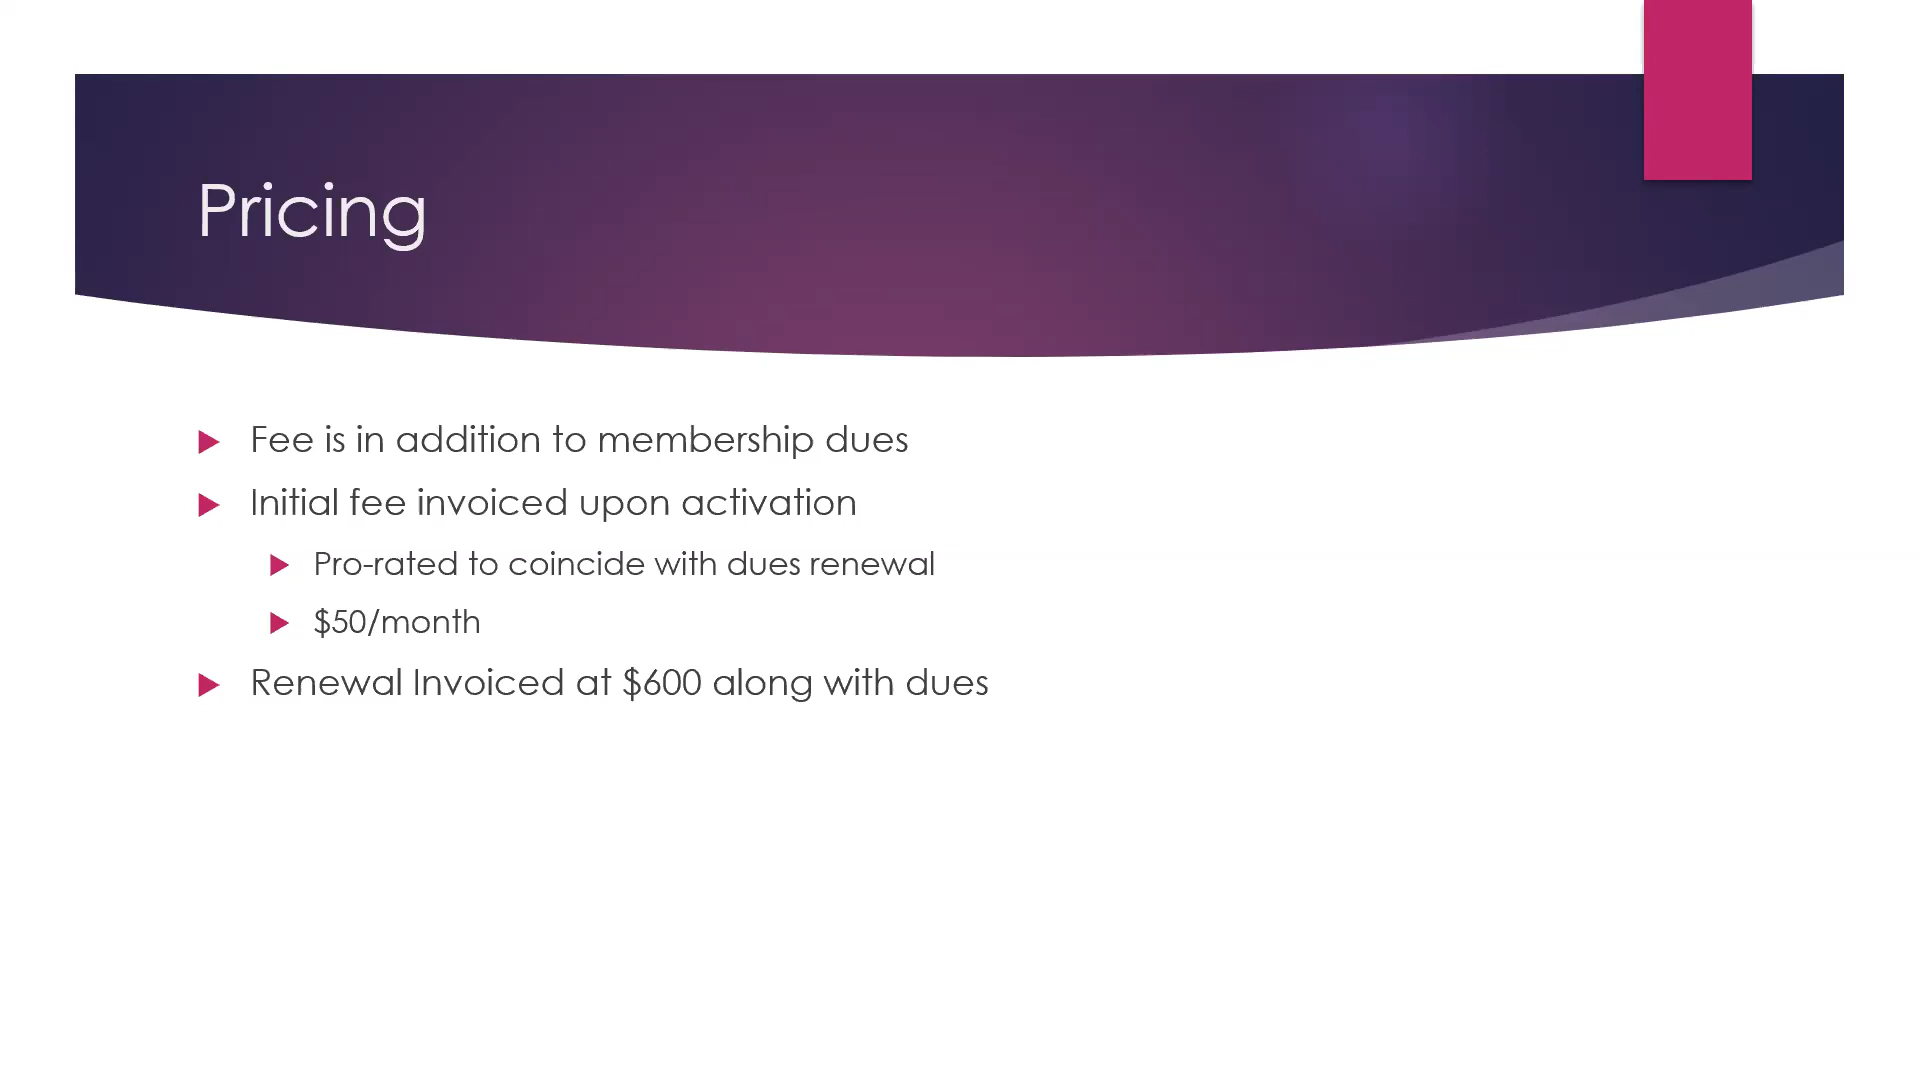 Pricing
Fee is in addition to membership dues
Initial fee invoiced upon activation
Pro-rated to coincide with dues renewal
$50/month
Renewal Invoiced at $600 along with dues